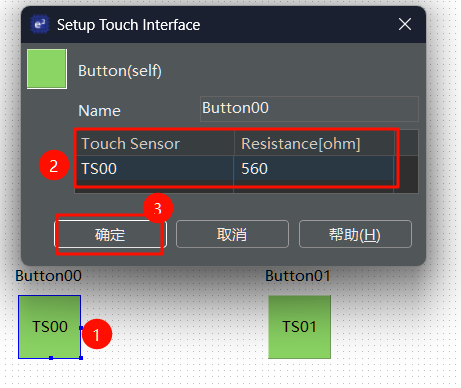 e² Setup Touch Interface
Button(self)
Name Button00
Touch Sensor Resistance[ohm]
TS00 560
2
3
确定 取消 帮助(H)
Button00 Button01
TS00 TS01
1